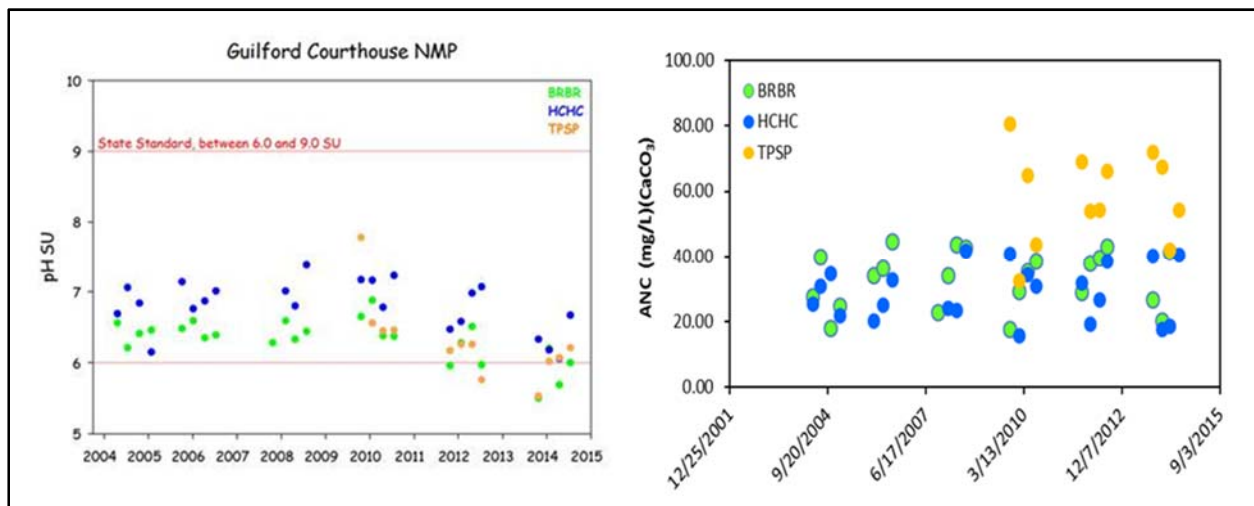 Guilford Courthouse NMP
10
9
8
7
6
5
pH SU
BRBR
HCHC
TPSP
State Standard, between 6.0 and 9.0 SU
2004 2005 2006 2007 2008 2009 2010 2011 2012 2013 2014 2015
100.00
80.00
60.00
40.00
20.00
0.00
ANC (mg/L)(CaCO₃)
BRBR
HCHC
TPSP
12/25/2001
9/20/2004
6/17/2007
3/13/2010
12/7/2012
9/3/2015